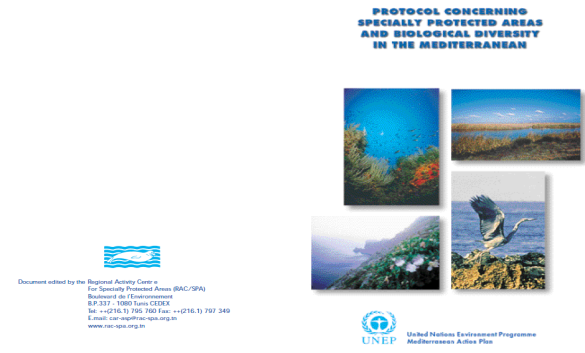 PROTOCOL CONCERNING
SPECIALLY PROTECTED AREAS
AND BIOLOGICAL DIVERSITY
IN THE MEDITERRANEAN
Document edited by the Regional Activity Centr e
For Specially Protected Areas (RAC/SPA)
Boulevard de l'Environnement
B.P.337 - 1080 Tunis CEDEX
Tel: ++(216.1) 795 760 Fax: ++(216.1) 797 349
E.mail: car-asp@rac-spa.org.tn
www.rac-spa.org.tn
UNEP
United Nations Environment Programme
Mediterranean Action Plan